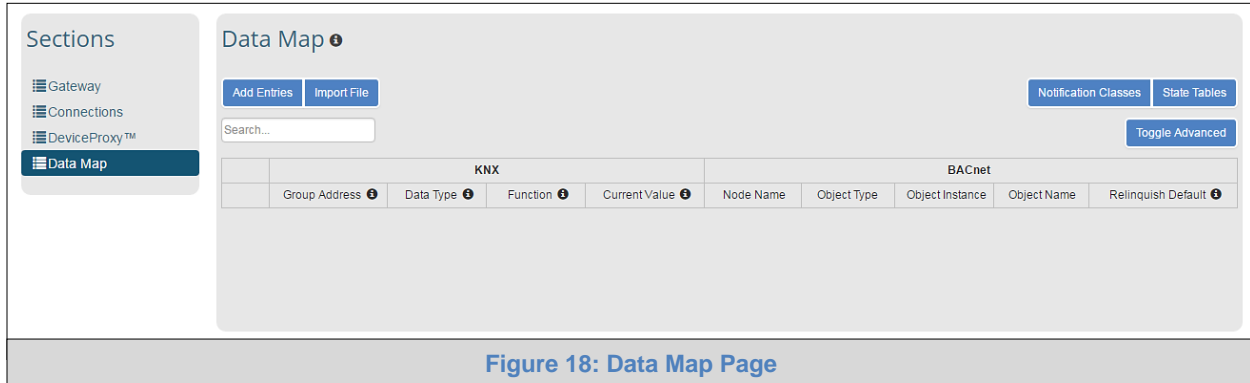 Sections
Gateway
Connections
DeviceProxy™
Data Map
Data Map
Add Entries Import File
Notification Classes State Tables
Search...
Toggle Advanced
KNX BACnet
Group Address Data Type Function Current Value Node Name Object Type Object Instance Object Name Relinquish Default
Figure 18: Data Map Page